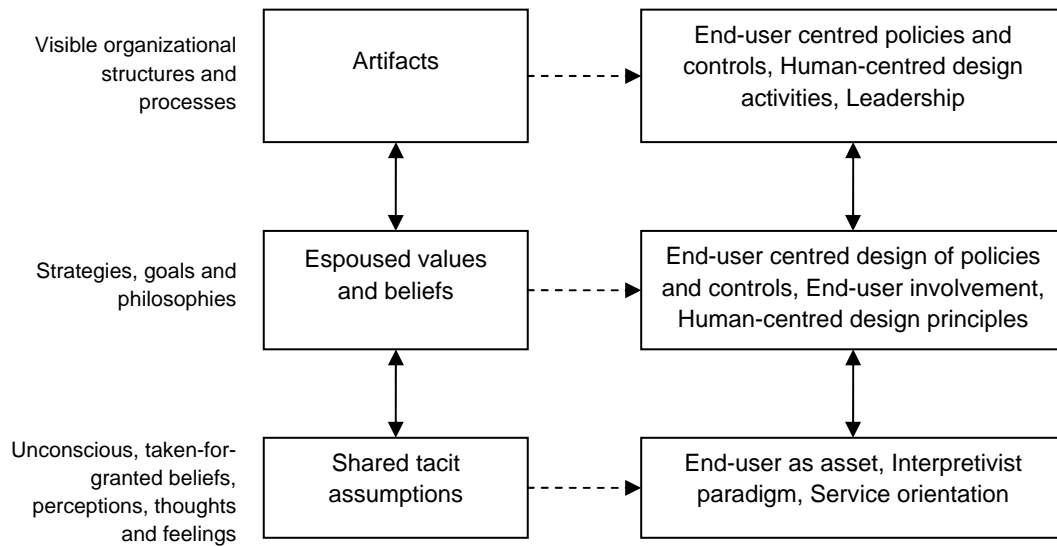 Visible organizational
structures and
processes
Artifacts
End-user centred policies and
controls, Human-centred design
activities, Leadership
Strategies, goals and
philosophies
Espoused values
and beliefs
End-user centred design of policies
and controls, End-user involvement,
Human-centred design principles
Unconscious, taken-for-
granted beliefs,
perceptions, thoughts
and feelings
Shared tacit
assumptions
End-user as asset, Interpretivist
paradigm, Service orientation